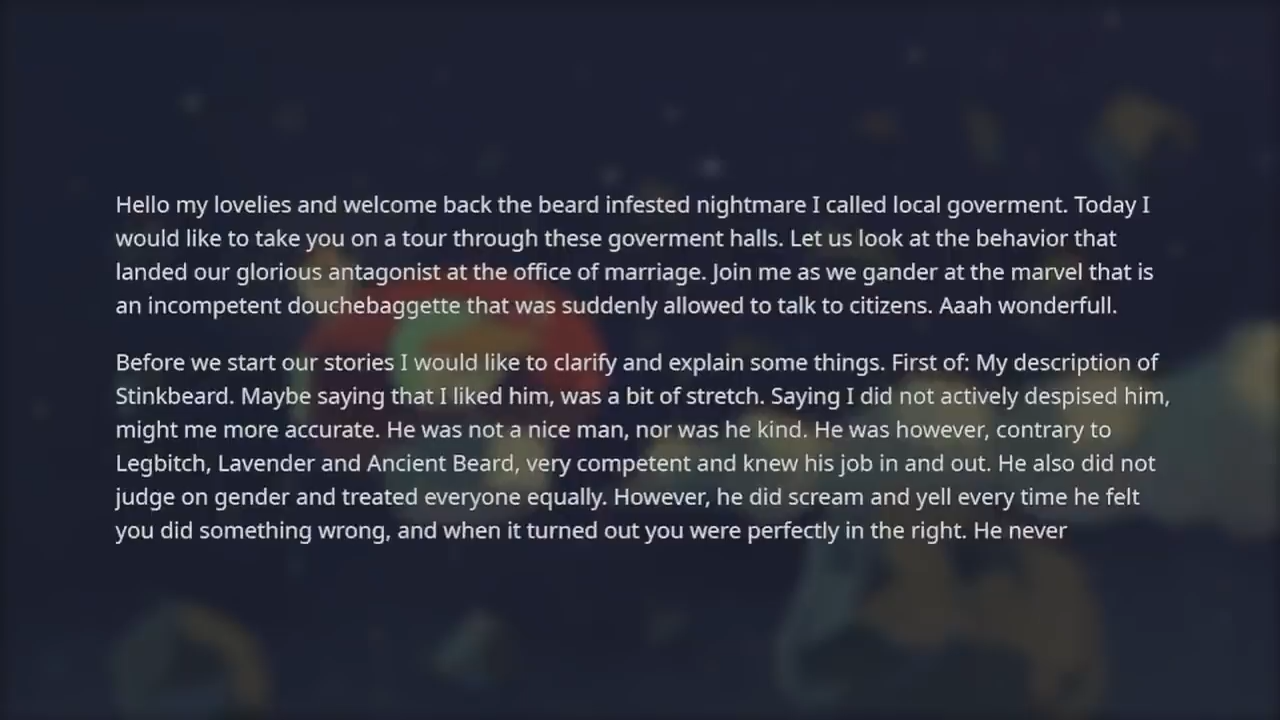 Hello my lovelies and welcome back the beard infested nightmare I called local goverment. Today I
would like to take you on a tour through these goverment halls. Let us look at the behavior that
landed our glorious antagonist at the office of marriage. Join me as we gander at the marvel that is
an incompetent douchebaggette that was suddenly allowed to talk to citizens. Aaah wonderfull.
Before we start our stories I would like to clarify and explain some things. First of: My description of
Stinkbeard. Maybe saying that I liked him, was a bit of stretch. Saying I did not actively despised him,
might me more accurate. He was not a nice man, nor was he kind. He was however, contrary to
Legbitch, Lavender and Ancient Beard, very competent and knew his job in and out. He also did not
judge on gender and treated everyone equally. However, he did scream and yell every time he felt
you did something wrong, and when it turned out you were perfectly in the right. He never